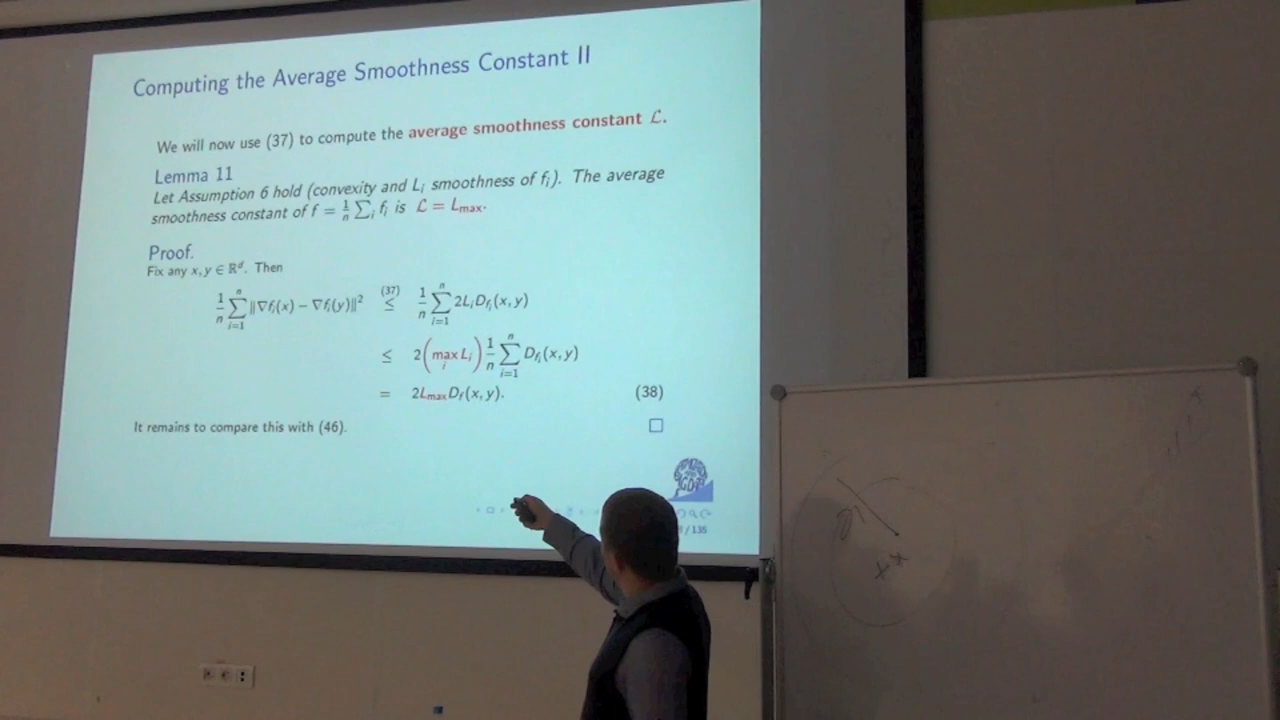 Computing the Average Smoothness Constant II
We will now use (37) to compute the average smoothness constant ℒ.
Lemma 11
Let Assumption 6 hold (convexity and L_i smoothness of f_i). The average
smoothness constant of f = 1/n ∑_i f_i is ℒ = L_max.
Proof.
Fix any x, y ∈ ℝ^d. Then
1/n ∑_{i=1}^n ‖∇f_i(x) − ∇f_i(y)‖² ≤^{(37)} 1/n ∑_{i=1}^n 2L_i D_{f_i}(x, y)
≤ 2(max_i L_i) 1/n ∑_{i=1}^n D_{f_i}(x, y)
= 2L_max D_f(x, y). (38)
It remains to compare this with (46).
/ 135